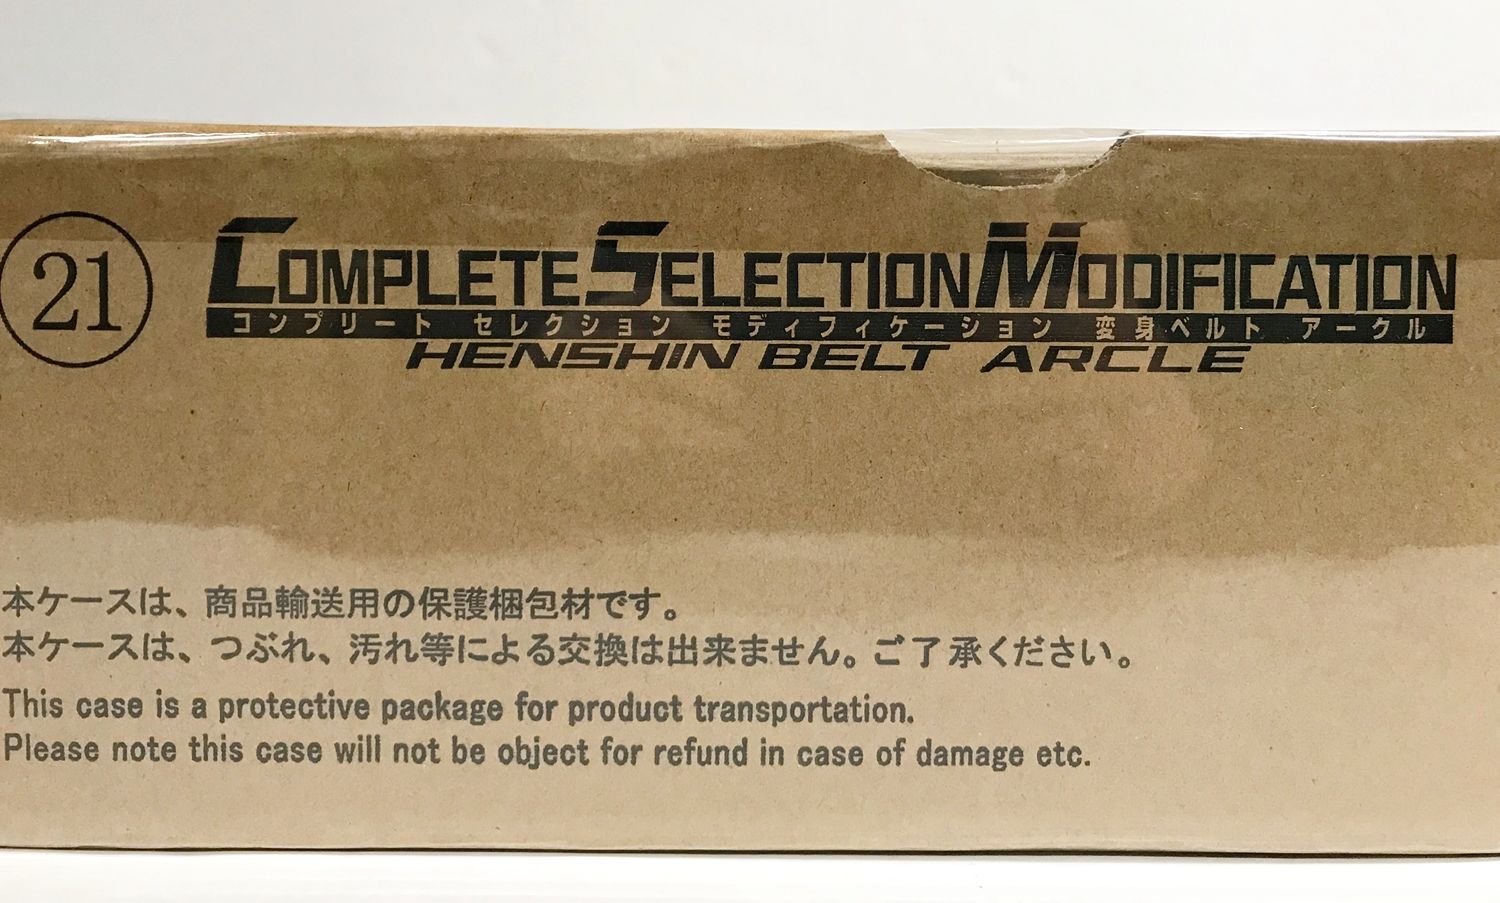 21
COMPLETE SELECTION MODIFICATION
コンプリート セレクション モディフィケーション 変身ベルト アークル
HENSHIN BELT ARCLE
本ケースは、商品輸送用の保護梱包材です。
本ケースは、つぶれ、汚れ等による交換は出来ません。ご了承ください。
This case is a protective package for product transportation.
Please note this case will not be object for refund in case of damage etc.